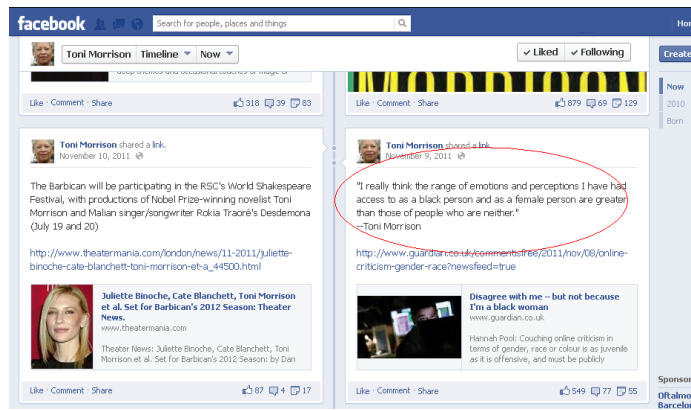 facebook
Search for people, places and things
Toni Morrison Timeline Now
Liked Following
Create
deep themes and occasional touches of magic or
Like · Comment · Share 318 39 83
Like · Comment · Share 879 69 129
Now
2010
Born
Toni Morrison shared a link.
November 10, 2011
The Barbican will be participating in the RSC's World Shakespeare
Festival, with productions of Nobel Prize-winning novelist Toni
Morrison and Malian singer/songwriter Rokia Traoré's Desdemona
(July 19 and 20)
http://www.theatermania.com/london/news/11-2011/juliette-
binoche-cate-blanchett-toni-morrison-et-a_44500.html
Juliette Binoche, Cate Blanchett, Toni Morrison
et al. Set for Barbican's 2012 Season: Theater
News.
www.theatermania.com
Theater News: Juliette Binoche, Cate Blanchett, Toni
Morrison et al. Set for Barbican's 2012 Season: by Dan
Like · Comment · Share 87 4 17
Toni Morrison shared a link.
November 9, 2011
"I really think the range of emotions and perceptions I have had
access to as a black person and as a female person are greater
than those of people who are neither."
--Toni Morrison
http://www.guardian.co.uk/commentisfree/2011/nov/08/online-
criticism-gender-race?newsfeed=true
Disagree with me – but not because
I'm a black woman
www.guardian.co.uk
Hannah Pool: Couching online criticism in
terms of gender, race or colour is as juvenile
as it is offensive, and must be publicly
Like · Comment · Share 549 77 55
Sponsor
Oftalmo
Barcelon